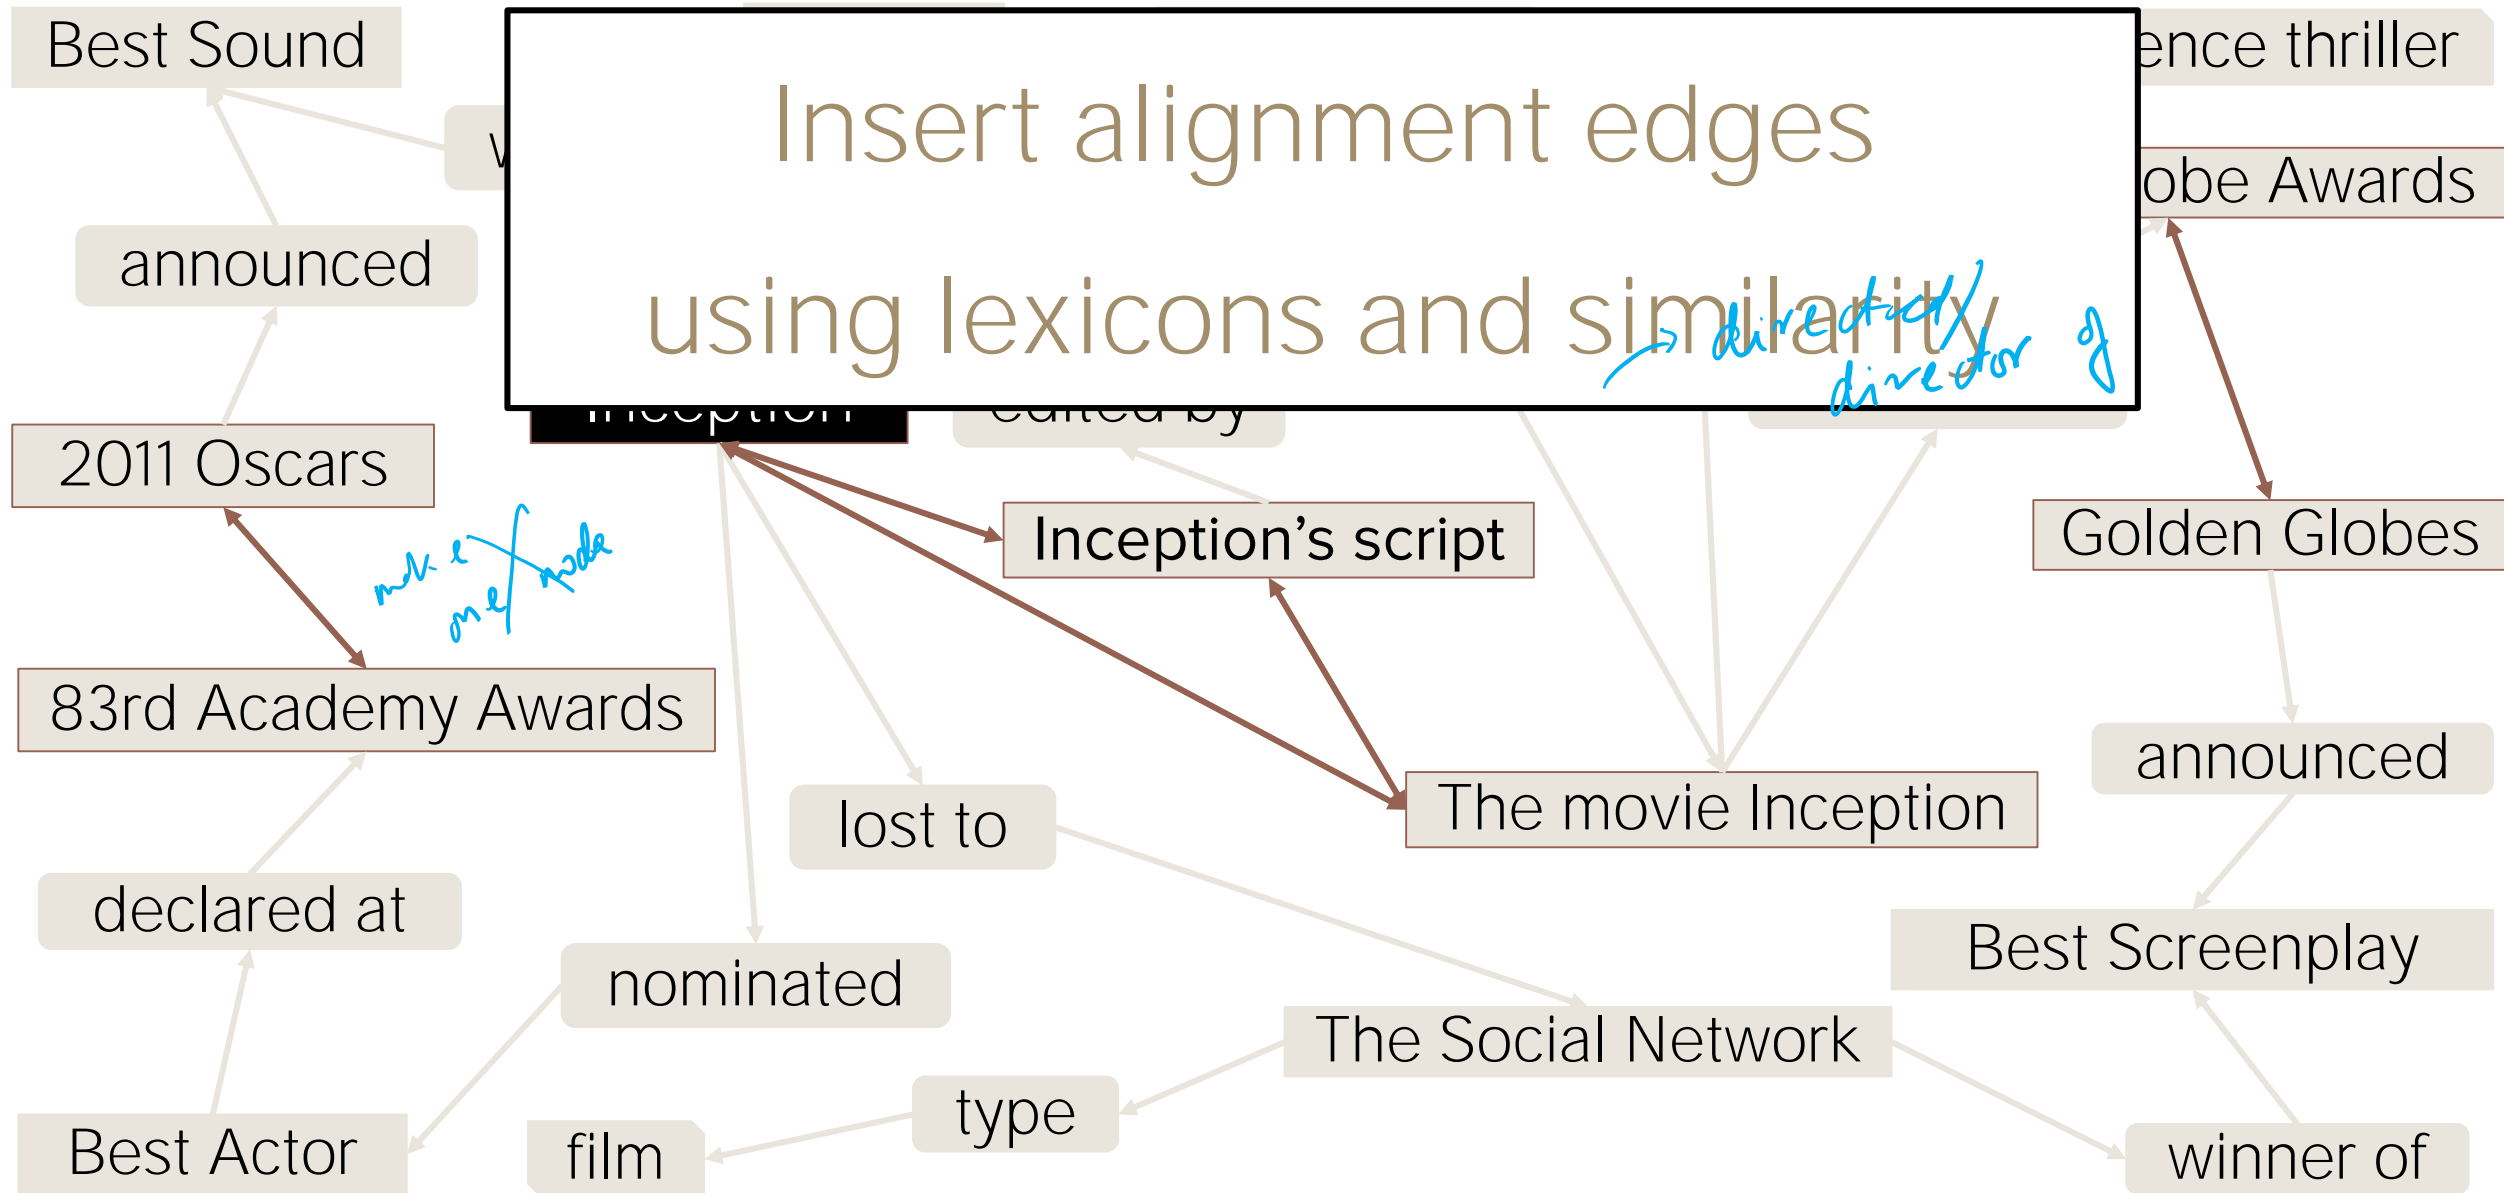 Best Sound
Insert alignment edges
using lexicons and similarity
ence thriller
obe Awards
announced
directed
director of
Inception
2011 Oscars
Inception's script
Golden Globes
83rd Academy Awards
announced
lost to
The movie Inception
declared at
Best Screenplay
nominated
The Social Network
type
Best Actor
film
winner of